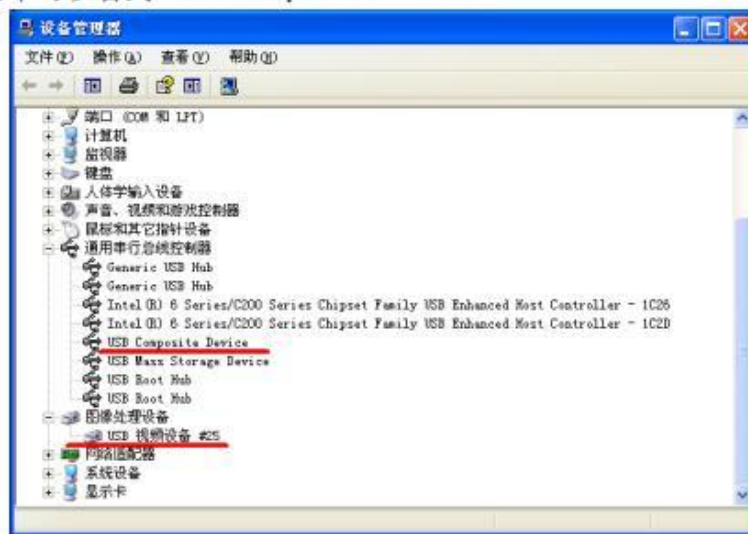 设备管理器
文件(F) 操作(A) 查看(V) 帮助(H)
端口 (COM 和 LPT)
计算机
监视器
键盘
人体学输入设备
声音、视频和游戏控制器
鼠标和其它指针设备
通用串行总线控制器
Generic USB Hub
Generic USB Hub
Intel(R) 6 Series/C200 Series Chipset Family USB Enhanced Host Controller - 1C26
Intel(R) 6 Series/C200 Series Chipset Family USB Enhanced Host Controller - 1C2D
USB Composite Device
USB Mass Storage Device
USB Root Hub
USB Root Hub
图像处理设备
USB 视频设备 #25
网络适配器
系统设备
显示卡